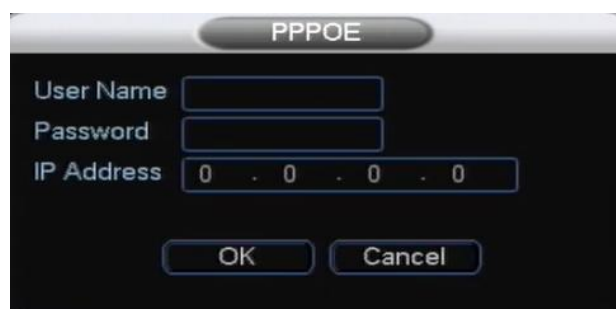 PPPOE
User Name
Password
IP Address 0 . 0 . 0 . 0
OK Cancel